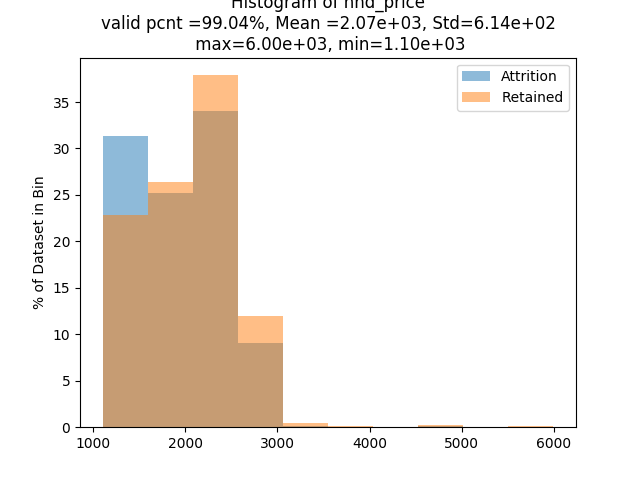 Histogram of hhd_price
valid pcnt =99.04%, Mean =2.07e+03, Std=6.14e+02
max=6.00e+03, min=1.10e+03
Attrition
Retained
% of Dataset in Bin
35
30
25
20
15
10
5
0
1000 2000 3000 4000 5000 6000